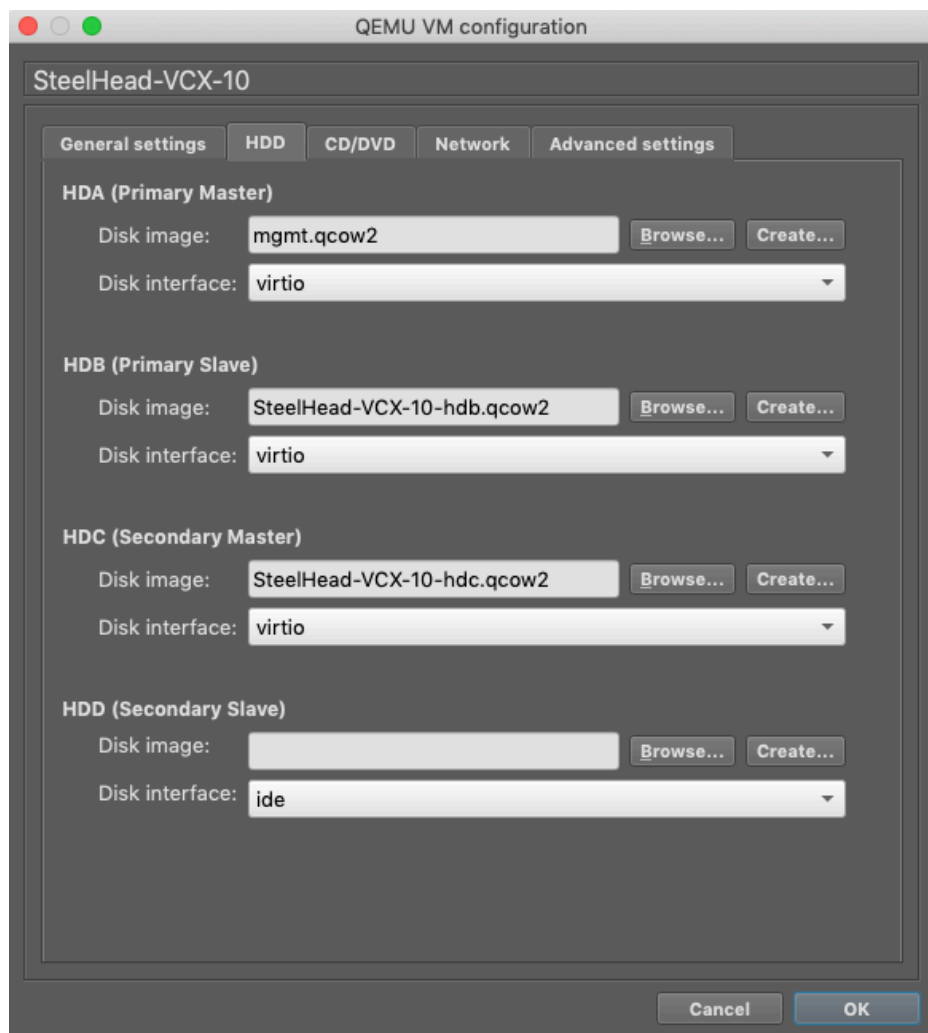 QEMU VM configuration
SteelHead-VCX-10
General settings HDD CD/DVD Network Advanced settings
HDA (Primary Master)
Disk image: mgmt.qcow2 Browse... Create...
Disk interface: virtio
HDB (Primary Slave)
Disk image: SteelHead-VCX-10-hdb.qcow2 Browse... Create...
Disk interface: virtio
HDC (Secondary Master)
Disk image: SteelHead-VCX-10-hdc.qcow2 Browse... Create...
Disk interface: virtio
HDD (Secondary Slave)
Disk image: Browse... Create...
Disk interface: ide
Cancel OK